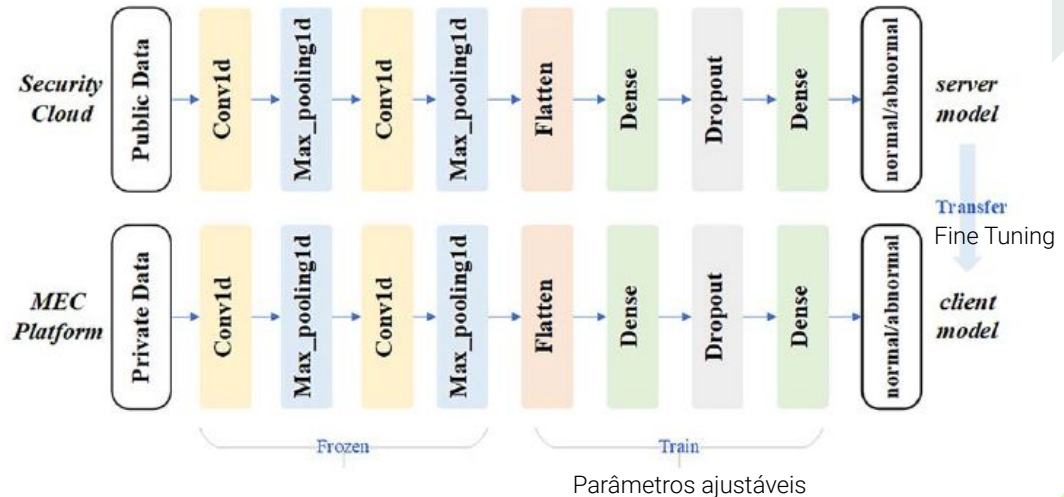 Security
Cloud
Public Data
Conv1d
Max_pooling1d
Conv1d
Max_pooling1d
Flatten
Dense
Dropout
Dense
normal/abnormal
server
model
Transfer
Fine Tuning
MEC
Platform
Private Data
Conv1d
Max_pooling1d
Conv1d
Max_pooling1d
Flatten
Dense
Dropout
Dense
normal/abnormal
client
model
Frozen
Train
Parâmetros ajustáveis